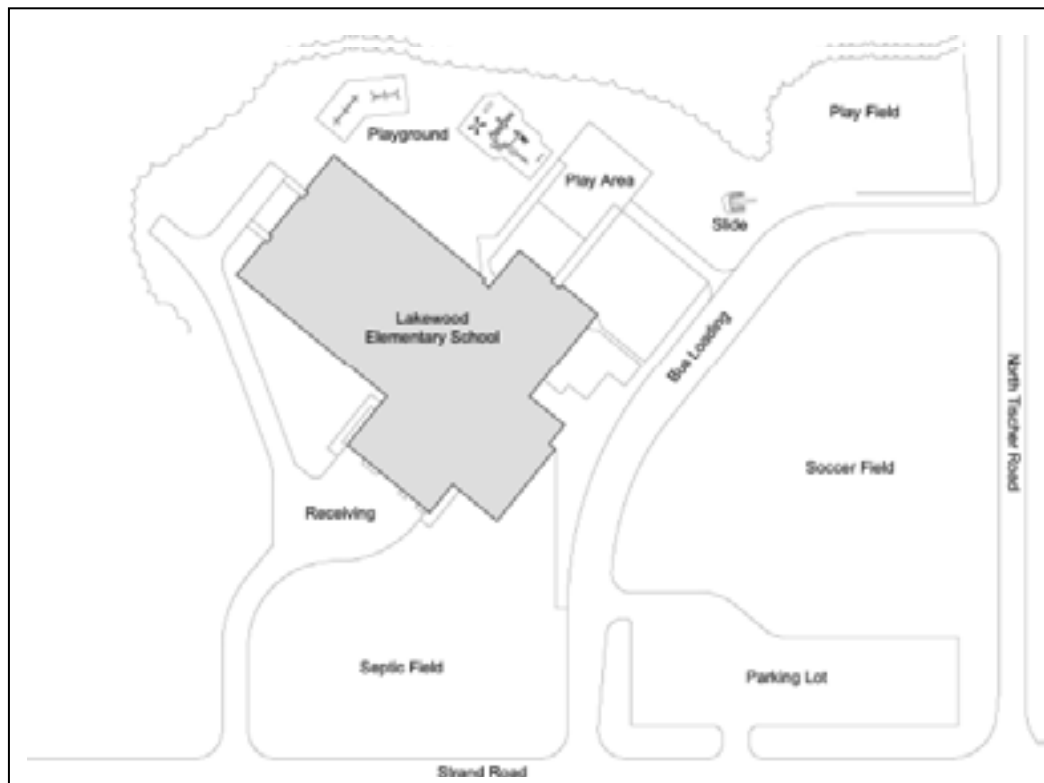 Play Field
Playground
Play Area
Slide
Lakewood
Elementary School
Bus Loading
North Tischer Road
Soccer Field
Receiving
Septic Field
Parking Lot
Strand Road